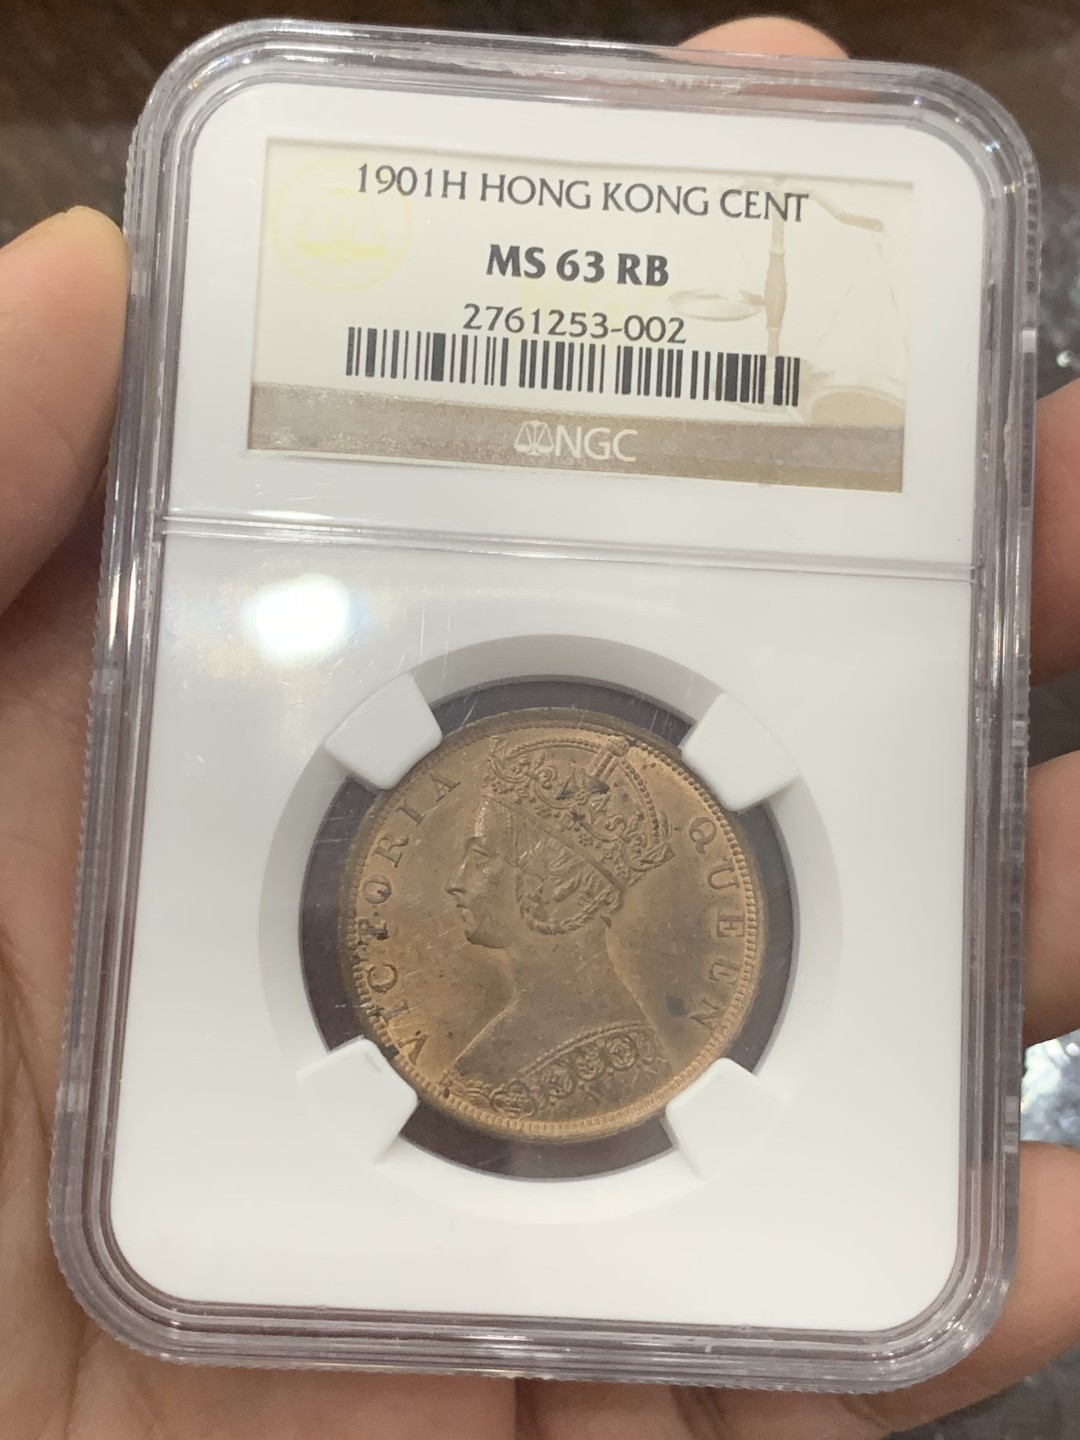 1901H HONG KONG CENT
MS 63 RB
2761253-002
NGC
VICTORIA QUEEN